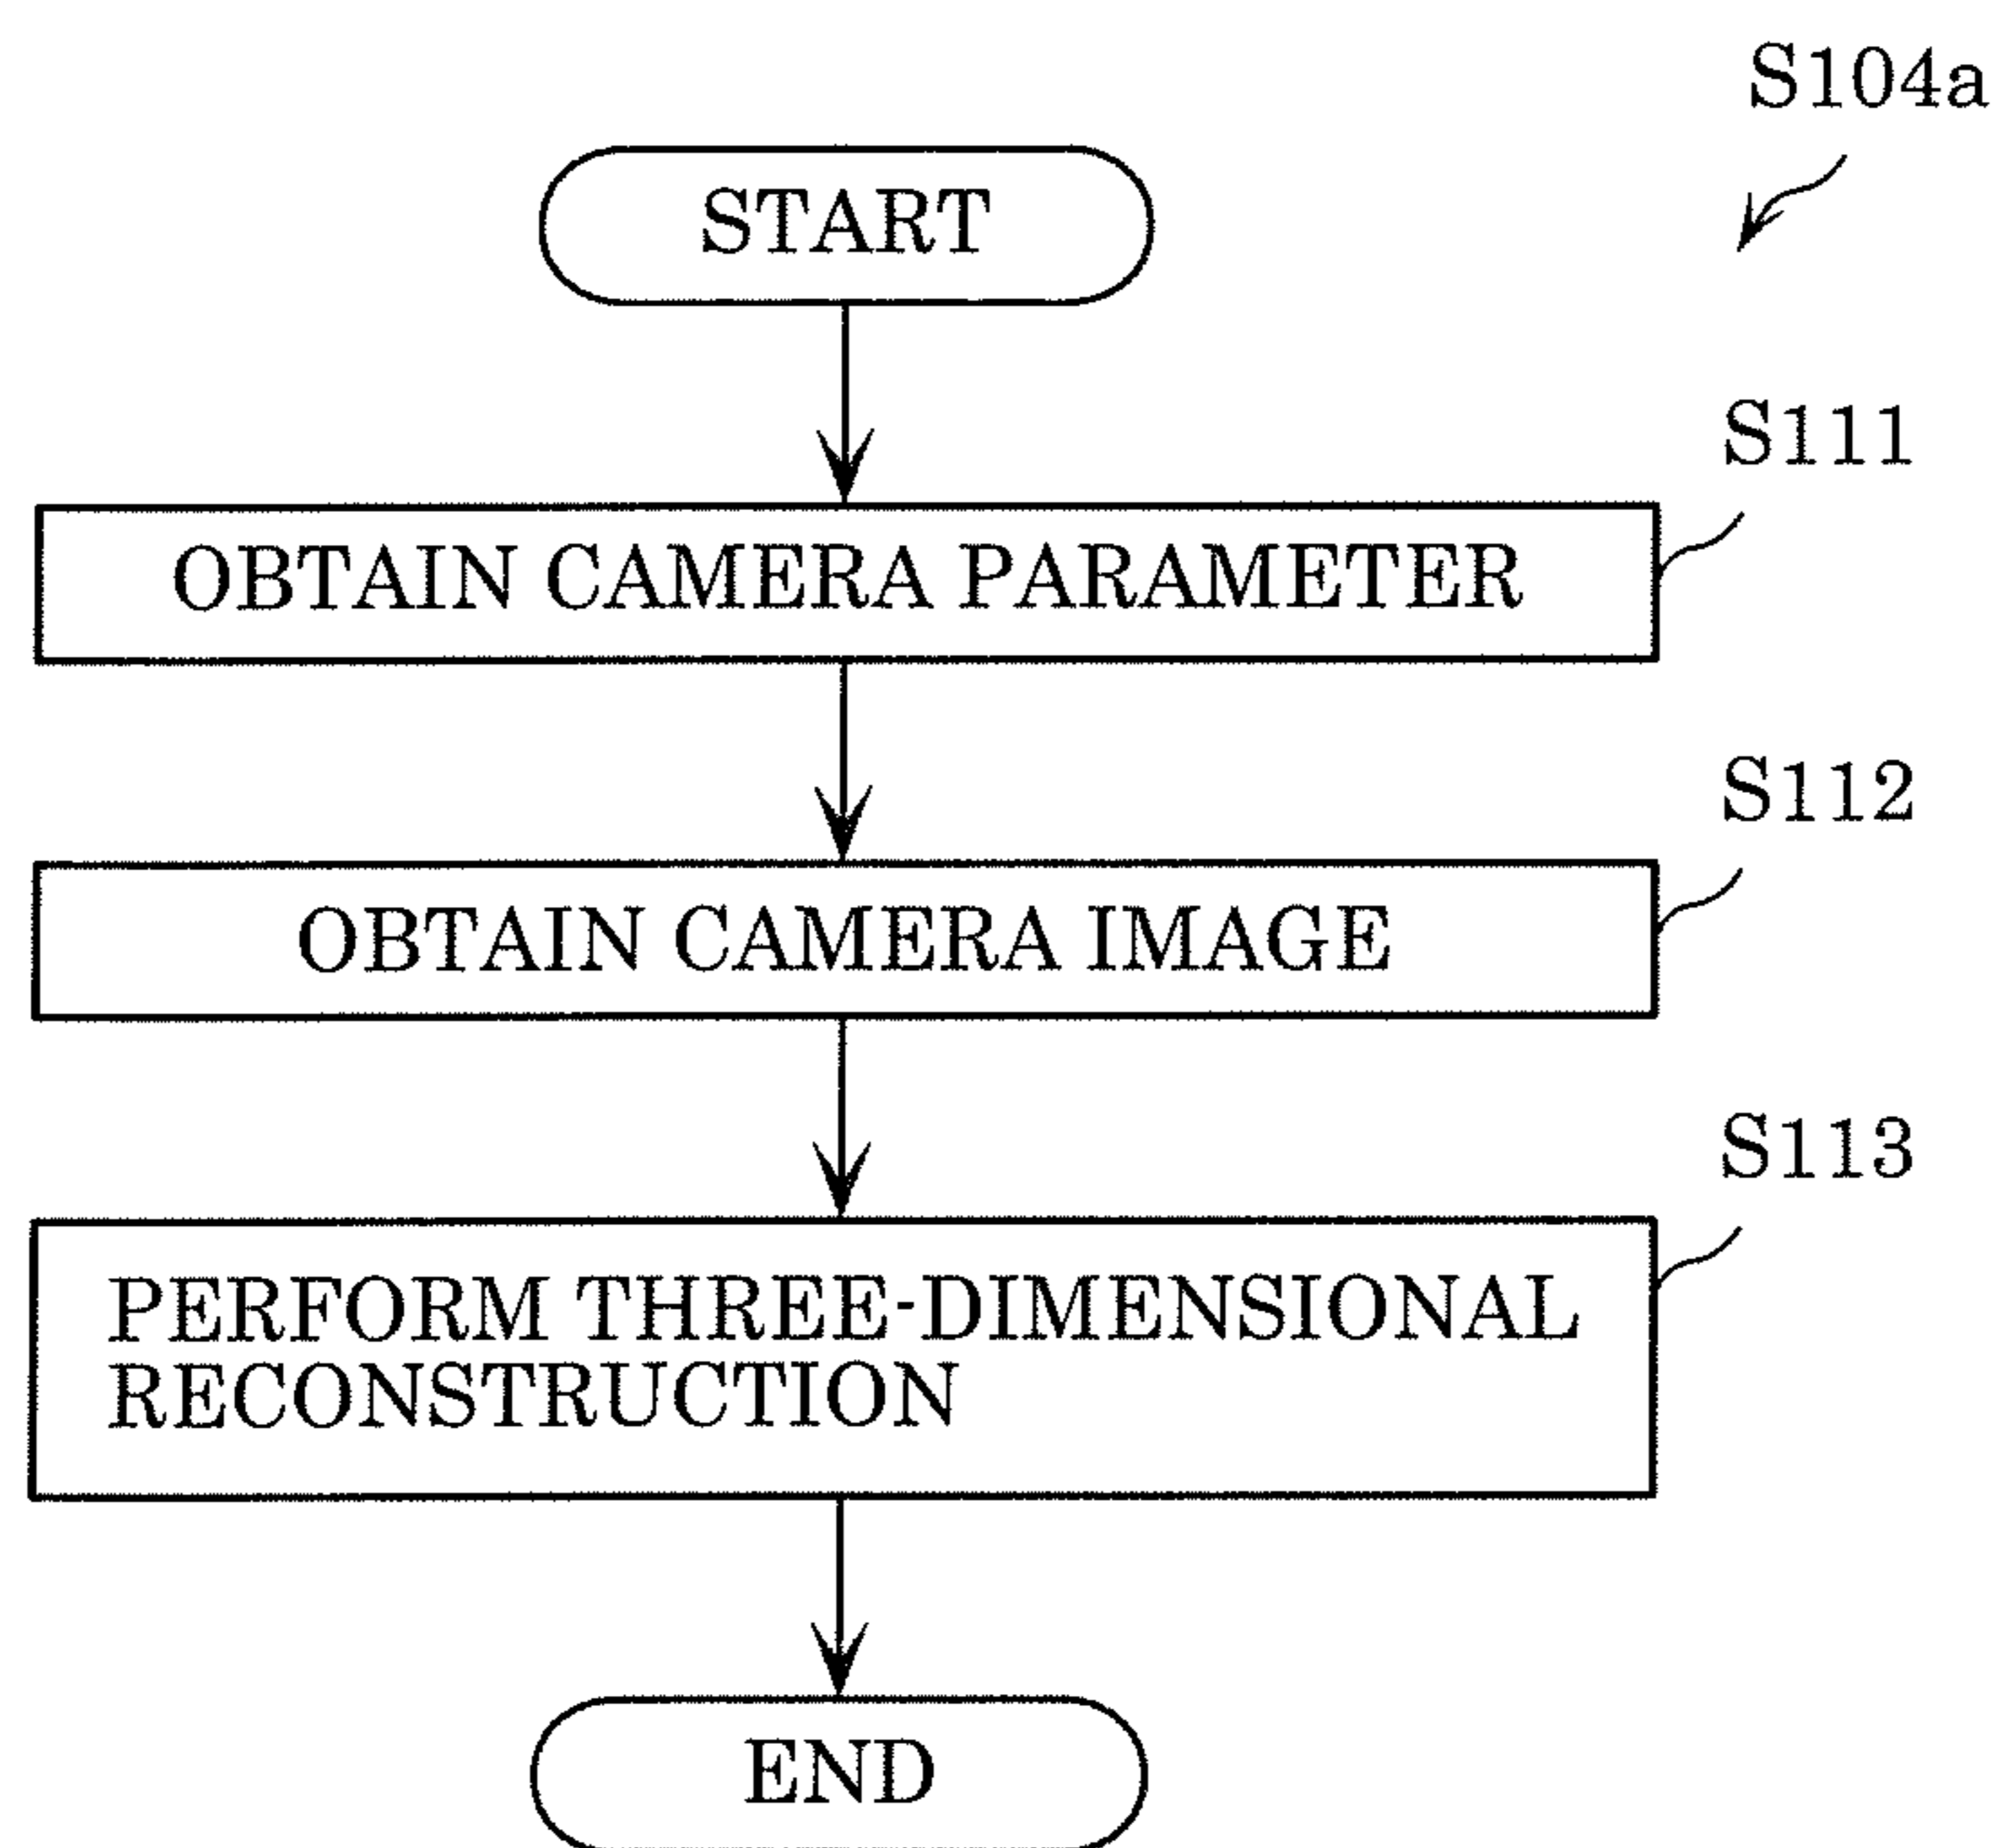 S104a
START
S111
OBTAIN CAMERA PARAMETER
S112
OBTAIN CAMERA IMAGE
S113
PERFORM THREE-DIMENSIONAL
RECONSTRUCTION
END